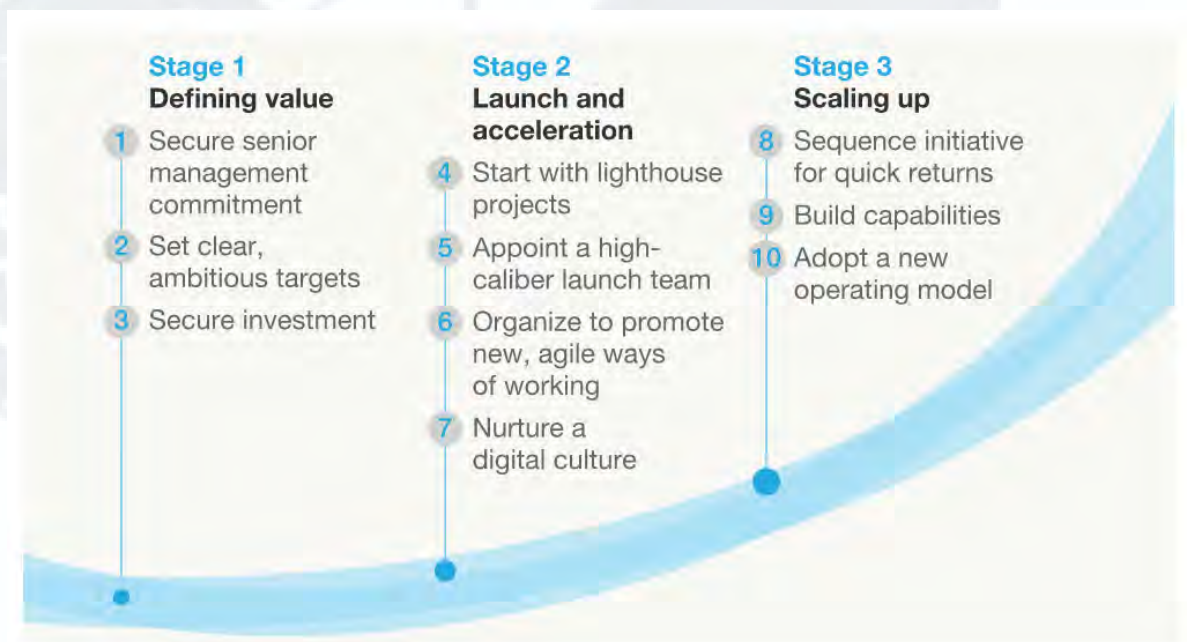 Stage 1
Defining value
1 Secure senior
management
commitment
2 Set clear,
ambitious targets
3 Secure investment
Stage 2
Launch and
acceleration
4 Start with lighthouse
projects
5 Appoint a high-
caliber launch team
6 Organize to promote
new, agile ways
of working
7 Nurture a
digital culture
Stage 3
Scaling up
8 Sequence initiative
for quick returns
9 Build capabilities
10 Adopt a new
operating model